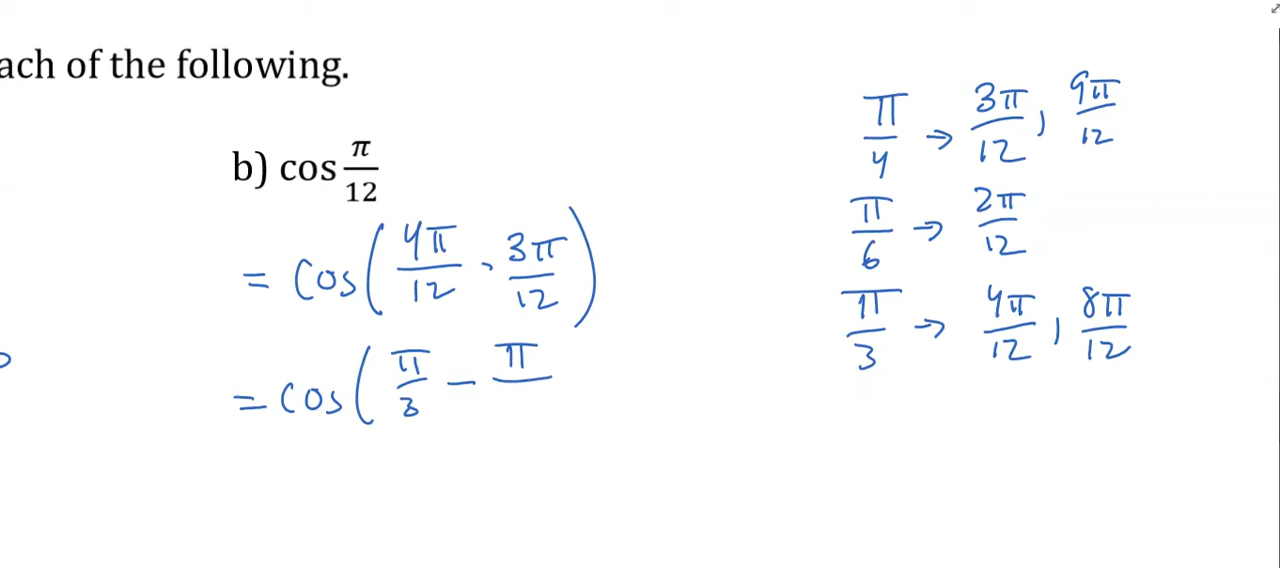 ach of the following.
b) cos π/12
= cos(4π/12 - 3π/12)
= cos(π/3 - π/
π/4 → 3π/12, 9π/12
π/6 → 2π/12
π/3 → 4π/12, 8π/12